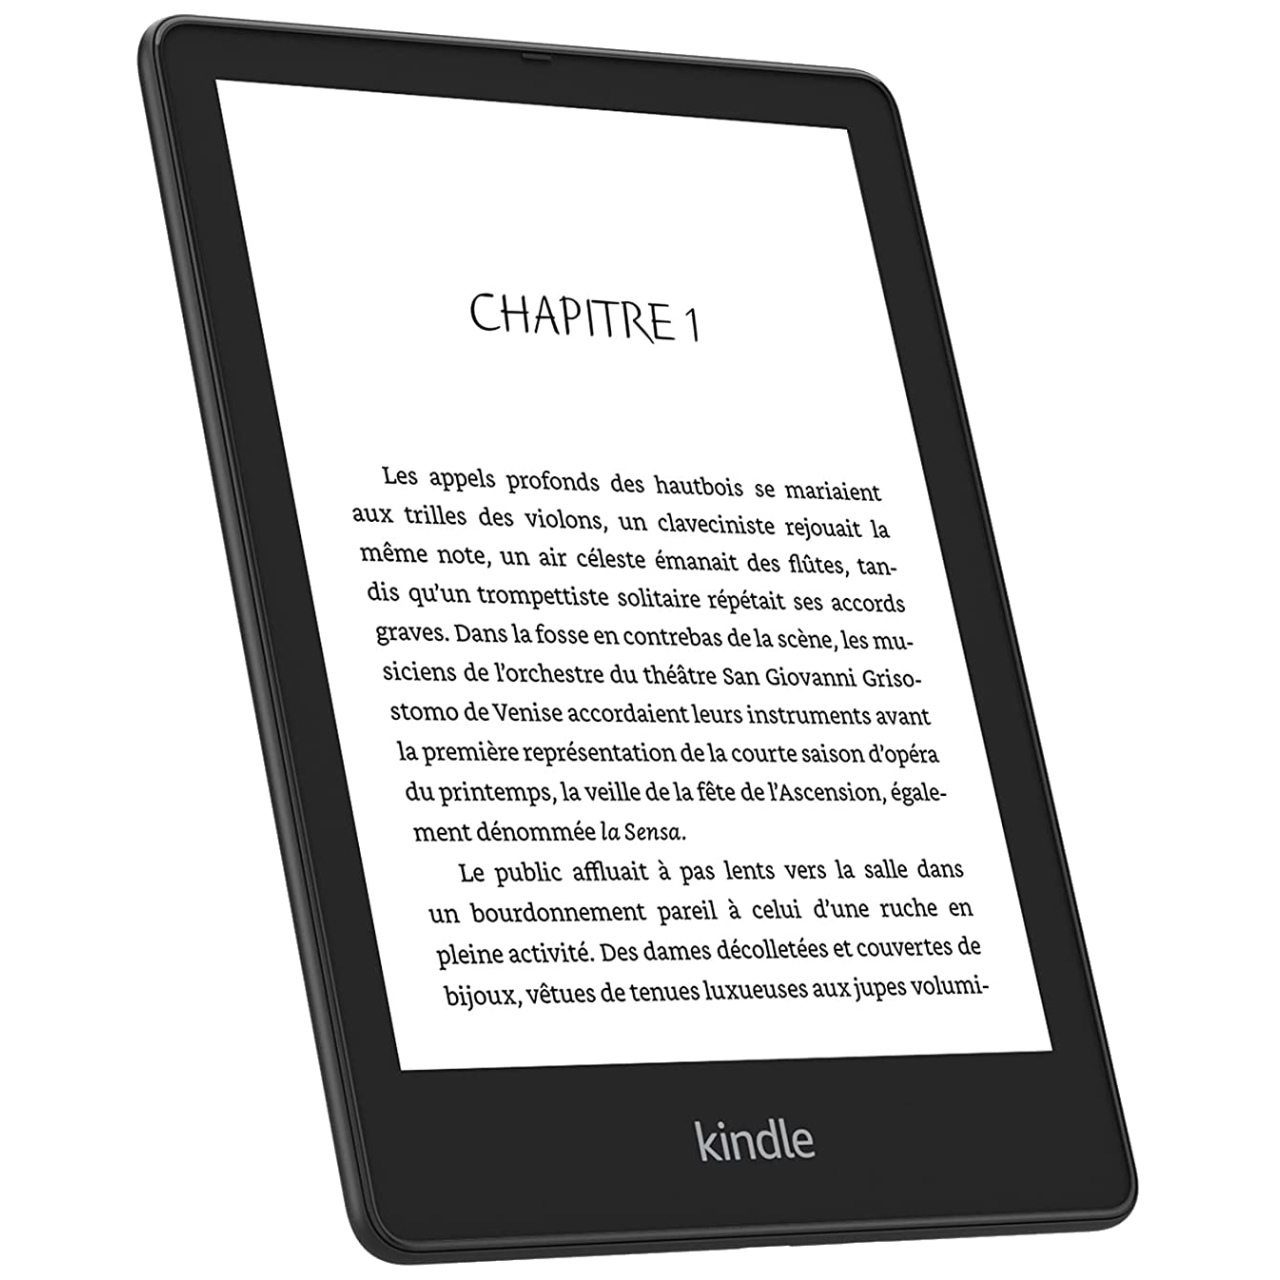 CHAPITRE 1
Les appels profonds des hautbois se mariaient
aux trilles des violons, un claveciniste rejouait la
même note, un air céleste émanait des flûtes, tan-
dis qu’un trompettiste solitaire répétait ses accords
graves. Dans la fosse en contrebas de la scène, les mu-
siciens de l’orchestre du théâtre San Giovanni Griso-
stomo de Venise accordaient leurs instruments avant
la première représentation de la courte saison d’opéra
du printemps, la veille de la fête de l’Ascension, égale-
ment dénommée la Sensa.
Le public affluait à pas lents vers la salle dans
un bourdonnement pareil à celui d’une ruche en
pleine activité. Des dames décolletées et couvertes de
bijoux, vêtues de tenues luxueuses aux jupes volumi-
kindle